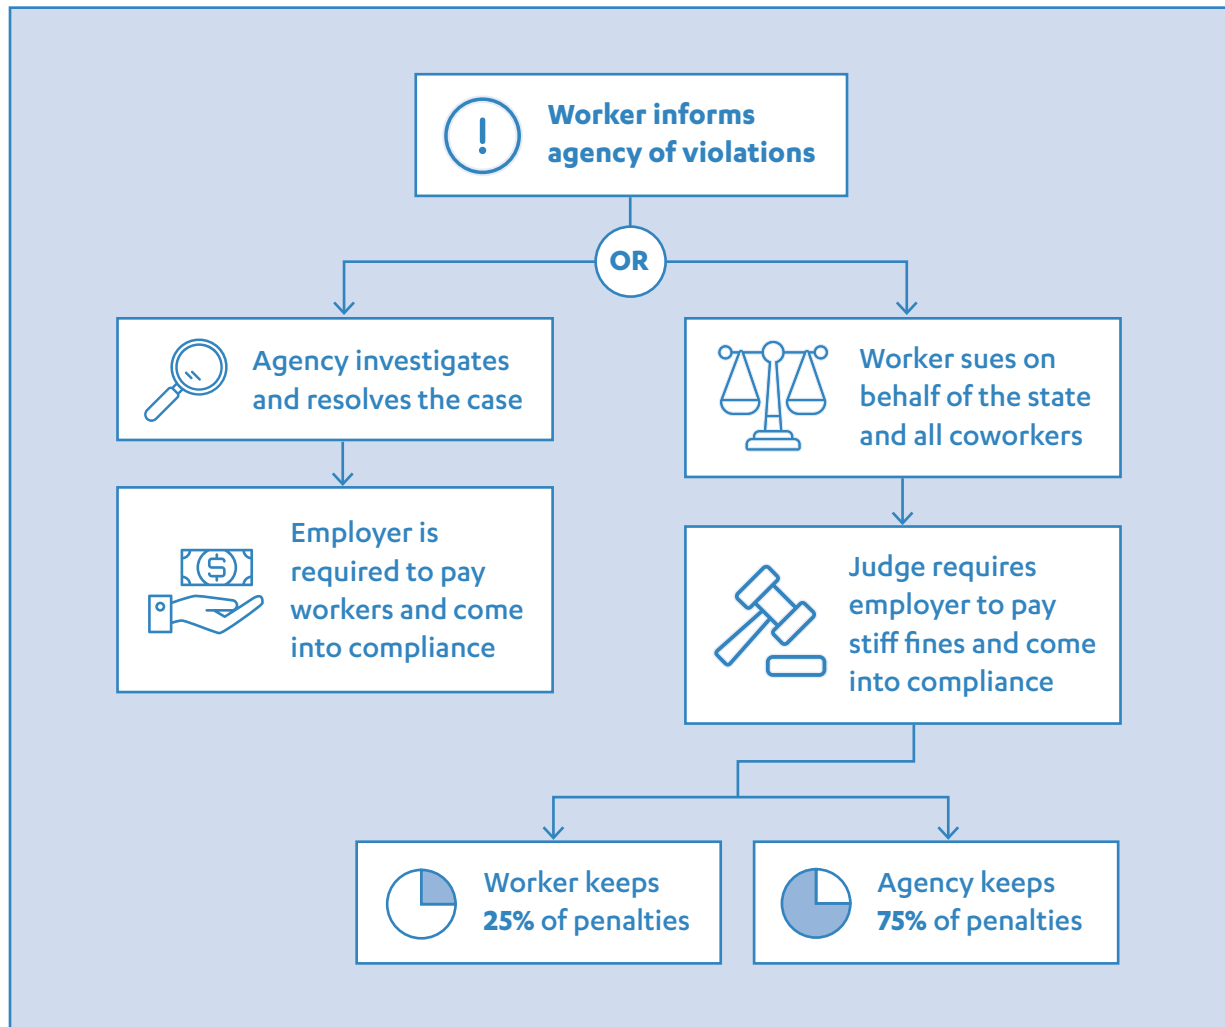 Worker informs
agency of violations
OR
Agency investigates
and resolves the case
Worker sues on
behalf of the state
and all coworkers
Employer is
required to pay
workers and come
into compliance
Judge requires
employer to pay
stiff fines and come
into compliance
Worker keeps
25% of penalties
Agency keeps
75% of penalties